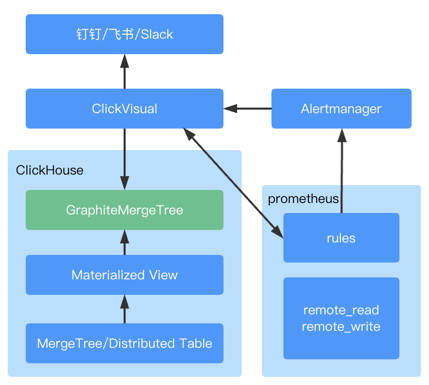 钉钉/飞书/Slack
ClickVisual
Alertmanager
ClickHouse
GraphiteMergeTree
Materialized View
MergeTree/Distributed Table
prometheus
rules
remote_read
remote_write